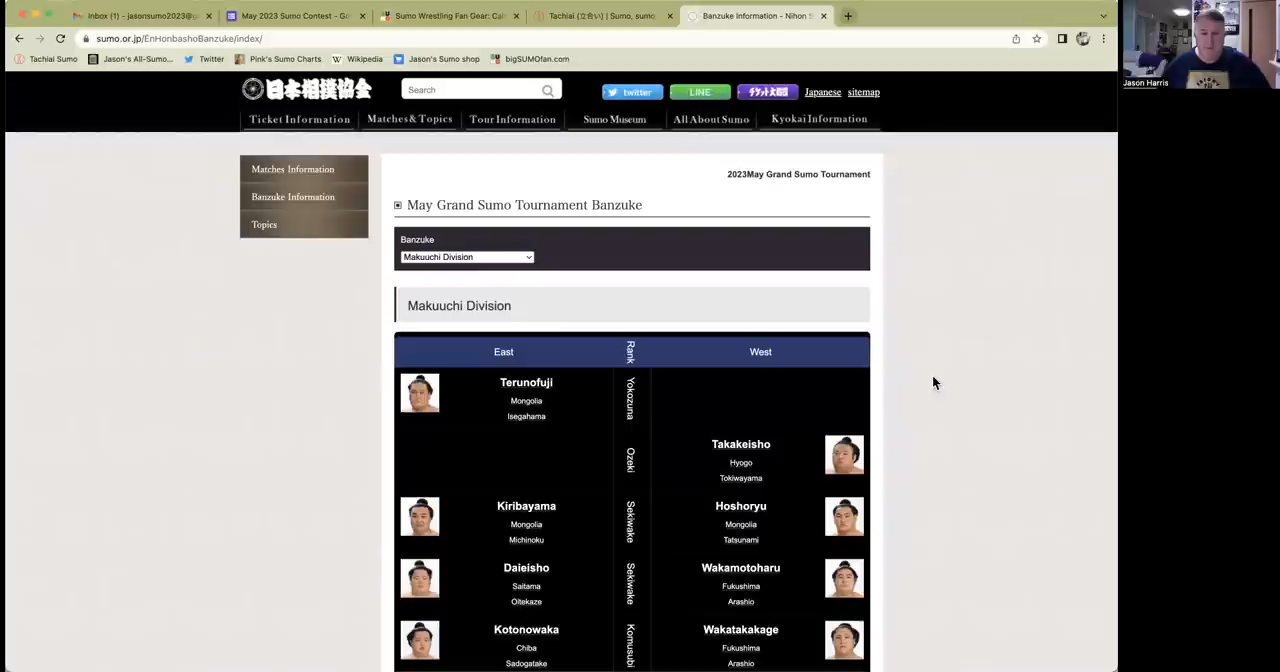 Inbox (1) - jasonsumo2023@g
May 2023 Sumo Contest - Go
Sumo Wrestling Fan Gear: Cal
Tachiai (立合い) | Sumo, sumo,
Banzuke Information - Nihon S
sumo.or.jp/EnHonbashoBanzuke/index/
Tachiai Sumo
Jason's All-Sumo...
Twitter
Pink's Sumo Charts
Wikipedia
Jason's Sumo shop
bigSUMOfan.com
Jason Harris
日本相撲協会
Search
twitter
LINE
チケット大相撲
Japanese
sitemap
Ticket Information
Matches & Topics
Tour Information
Sumo Museum
All About Sumo
Kyokai Information
Matches Information
Banzuke Information
Topics
2023May Grand Sumo Tournament
May Grand Sumo Tournament Banzuke
Banzuke
Makuuchi Division
Makuuchi Division
East
Rank
West
Terunofuji
Mongolia
Isegahama
Yokozuna
Ozeki
Takakeisho
Hyogo
Tokiwayama
Kiribayama
Mongolia
Michinoku
Sekiwake
Hoshoryu
Mongolia
Tatsunami
Daieisho
Saitama
Oitekaze
Sekiwake
Wakamotoharu
Fukushima
Arashio
Kotonowaka
Chiba
Sadogatake
Komusubi
Wakatakakage
Fukushima
Arashio